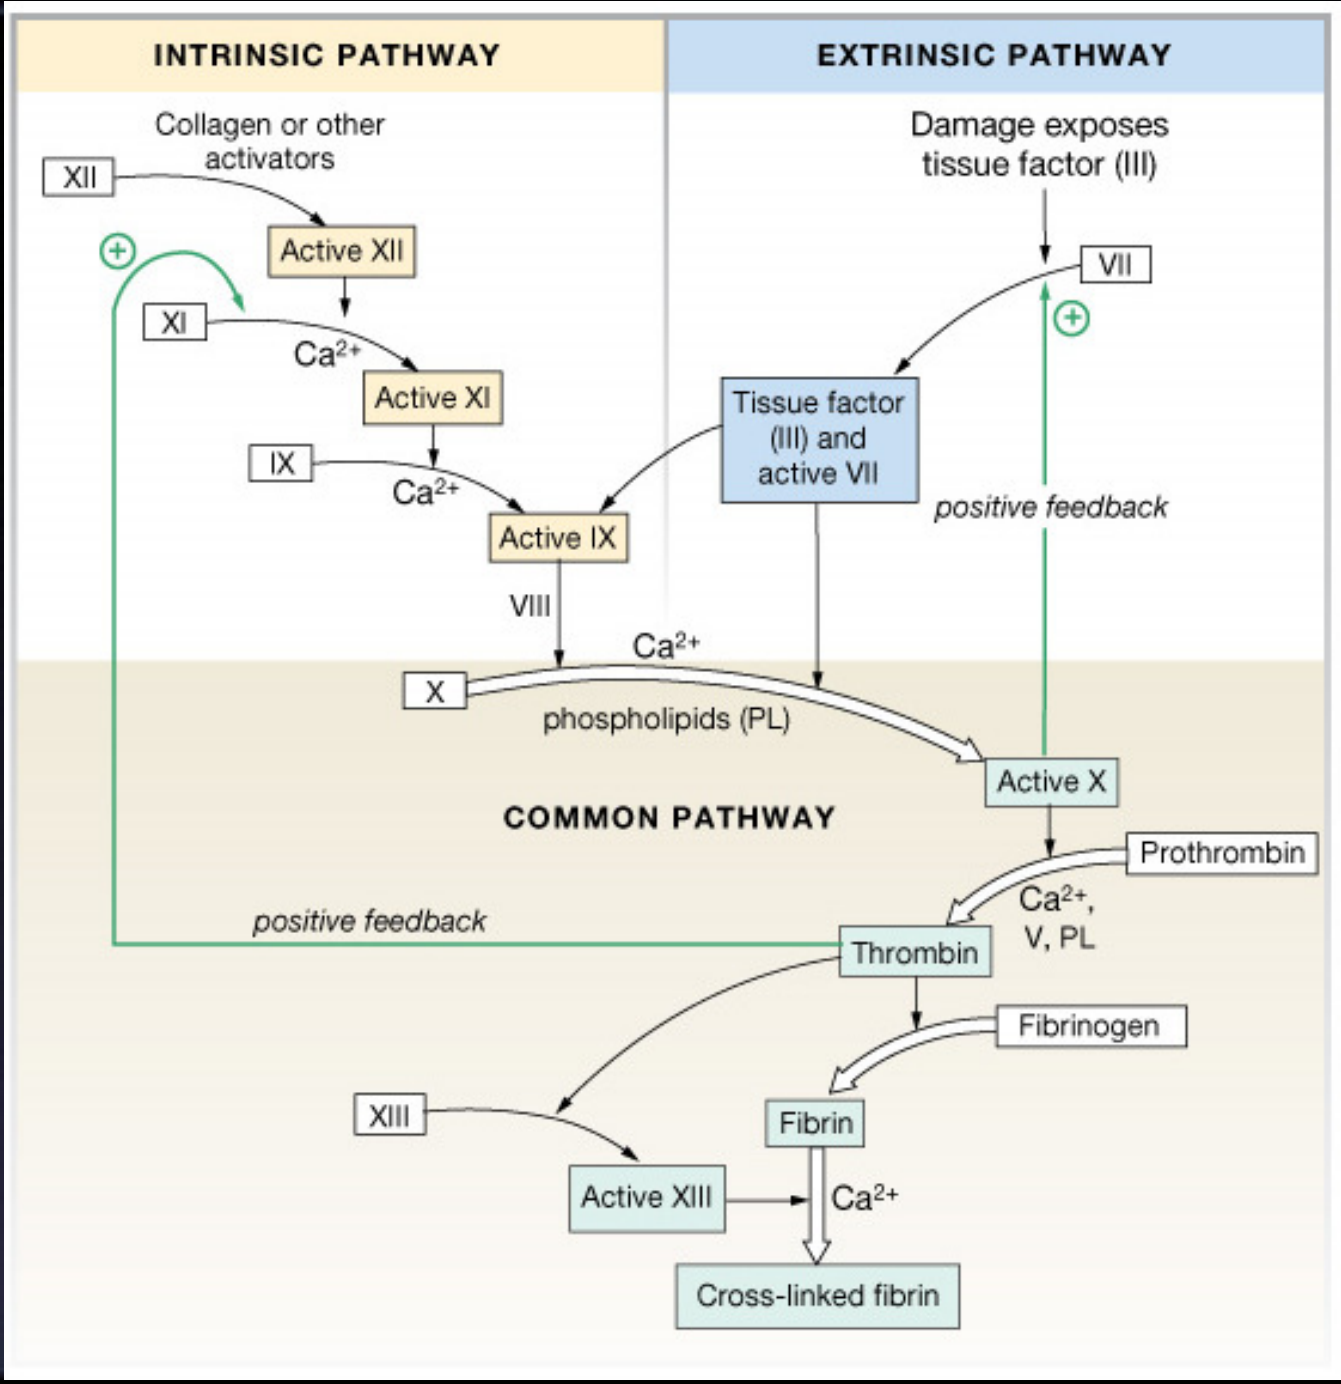 INTRINSIC PATHWAY
EXTRINSIC PATHWAY
Collagen or other
activators
XII
Active XII
+
XI
Ca²⁺
Active XI
IX
Ca²⁺
Active IX
VIII
Damage exposes
tissue factor (III)
VII
+
Tissue factor
(III) and
active VII
positive feedback
Ca²⁺
X
phospholipids (PL)
Active X
COMMON PATHWAY
Prothrombin
Ca²⁺,
V, PL
positive feedback
Thrombin
Fibrinogen
XIII
Fibrin
Active XIII
Ca²⁺
Cross-linked fibrin